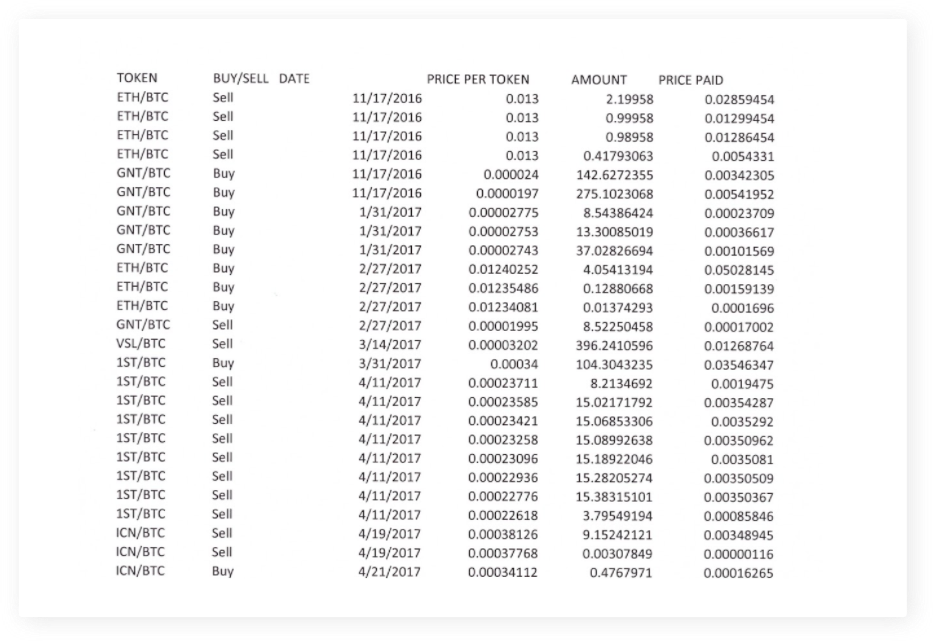 TOKEN BUY/SELL DATE PRICE PER TOKEN AMOUNT PRICE PAID
ETH/BTC Sell 11/17/2016 0.013 2.19958 0.02859454
ETH/BTC Sell 11/17/2016 0.013 0.99958 0.01299454
ETH/BTC Sell 11/17/2016 0.013 0.98958 0.01286454
ETH/BTC Sell 11/17/2016 0.013 0.41793063 0.0054331
GNT/BTC Buy 11/17/2016 0.000024 142.6272355 0.00342305
GNT/BTC Buy 11/17/2016 0.0000197 275.1023068 0.00541952
GNT/BTC Buy 1/31/2017 0.00002775 8.54386424 0.00023709
GNT/BTC Buy 1/31/2017 0.00002753 13.30085019 0.00036617
GNT/BTC Buy 1/31/2017 0.00002743 37.02826694 0.00101569
ETH/BTC Buy 2/27/2017 0.01240252 4.05413194 0.05028145
ETH/BTC Buy 2/27/2017 0.01235486 0.12880668 0.00159139
ETH/BTC Buy 2/27/2017 0.01234081 0.01374293 0.0001696
GNT/BTC Sell 2/27/2017 0.00001995 8.52250458 0.00017002
VSL/BTC Sell 3/14/2017 0.00003202 396.2410596 0.01268764
1ST/BTC Buy 3/31/2017 0.00034 104.3043235 0.03546347
1ST/BTC Sell 4/11/2017 0.00023711 8.2134692 0.0019475
1ST/BTC Sell 4/11/2017 0.00023585 15.02171792 0.00354287
1ST/BTC Sell 4/11/2017 0.00023421 15.06853306 0.0035292
1ST/BTC Sell 4/11/2017 0.00023258 15.08992638 0.00350962
1ST/BTC Sell 4/11/2017 0.00023096 15.18922046 0.0035081
1ST/BTC Sell 4/11/2017 0.00022936 15.28205274 0.00350509
1ST/BTC Sell 4/11/2017 0.00022776 15.38315101 0.00350367
1ST/BTC Sell 4/11/2017 0.00022618 3.79549194 0.00085846
ICN/BTC Sell 4/19/2017 0.00038126 9.15242121 0.00348945
ICN/BTC Sell 4/19/2017 0.00037768 0.00307849 0.00000116
ICN/BTC Buy 4/21/2017 0.00034112 0.4767971 0.00016265